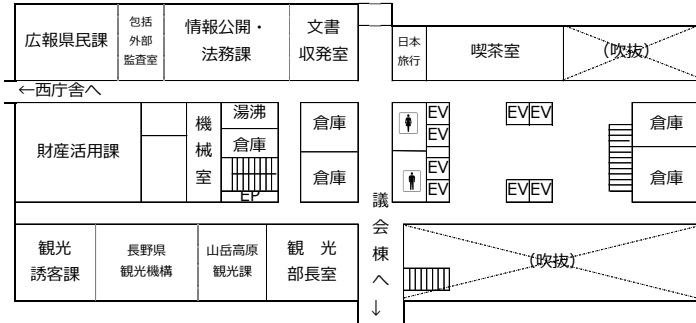 広報県民課
包括
外部
監査室
情報公開・
法務課
文書
収発室
日本
旅行
喫茶室
（吹抜）
←西庁舎へ
財産活用課
機
械
室
湯沸
倉庫
EP
倉庫
倉庫
EV
EV
EV
EV
EV EV
EV EV
倉庫
倉庫
議
会
棟
へ
↓
観光
誘客課
長野県
観光機構
山岳高原
観光課
観　光
部長室
（吹抜）